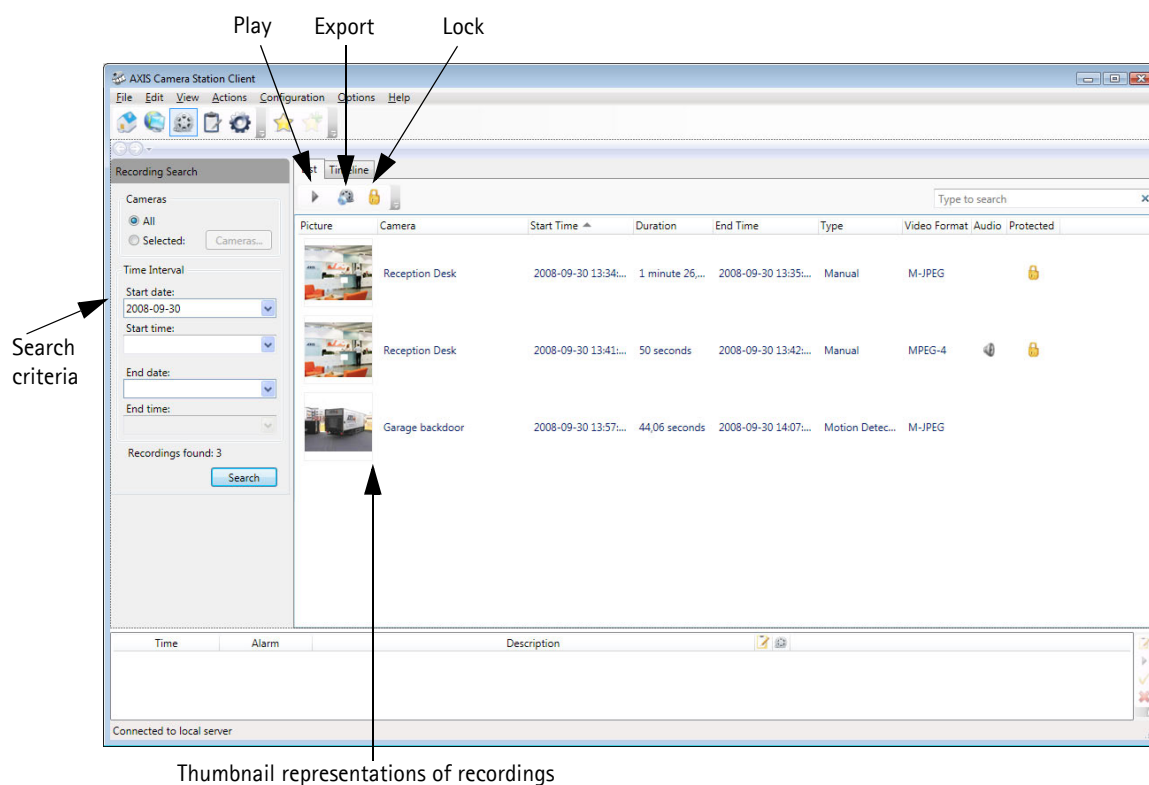 Play Export Lock
AXIS Camera Station Client
File Edit View Actions Configuration Options Help
Recording Search
List Timeline
Type to search
Cameras
All
Selected: Cameras...
Time Interval
Start date:
2008-09-30
Start time:
End date:
End time:
Recordings found: 3
Search
Search
criteria
Picture Camera Start Time Duration End Time Type Video Format Audio Protected
Reception Desk 2008-09-30 13:34:... 1 minute 26,... 2008-09-30 13:35:... Manual M-JPEG
Reception Desk 2008-09-30 13:41:... 50 seconds 2008-09-30 13:42:... Manual MPEG-4
Garage backdoor 2008-09-30 13:57:... 44,06 seconds 2008-09-30 14:07:... Motion Detec... M-JPEG
Time Alarm Description
Connected to local server
Thumbnail representations of recordings